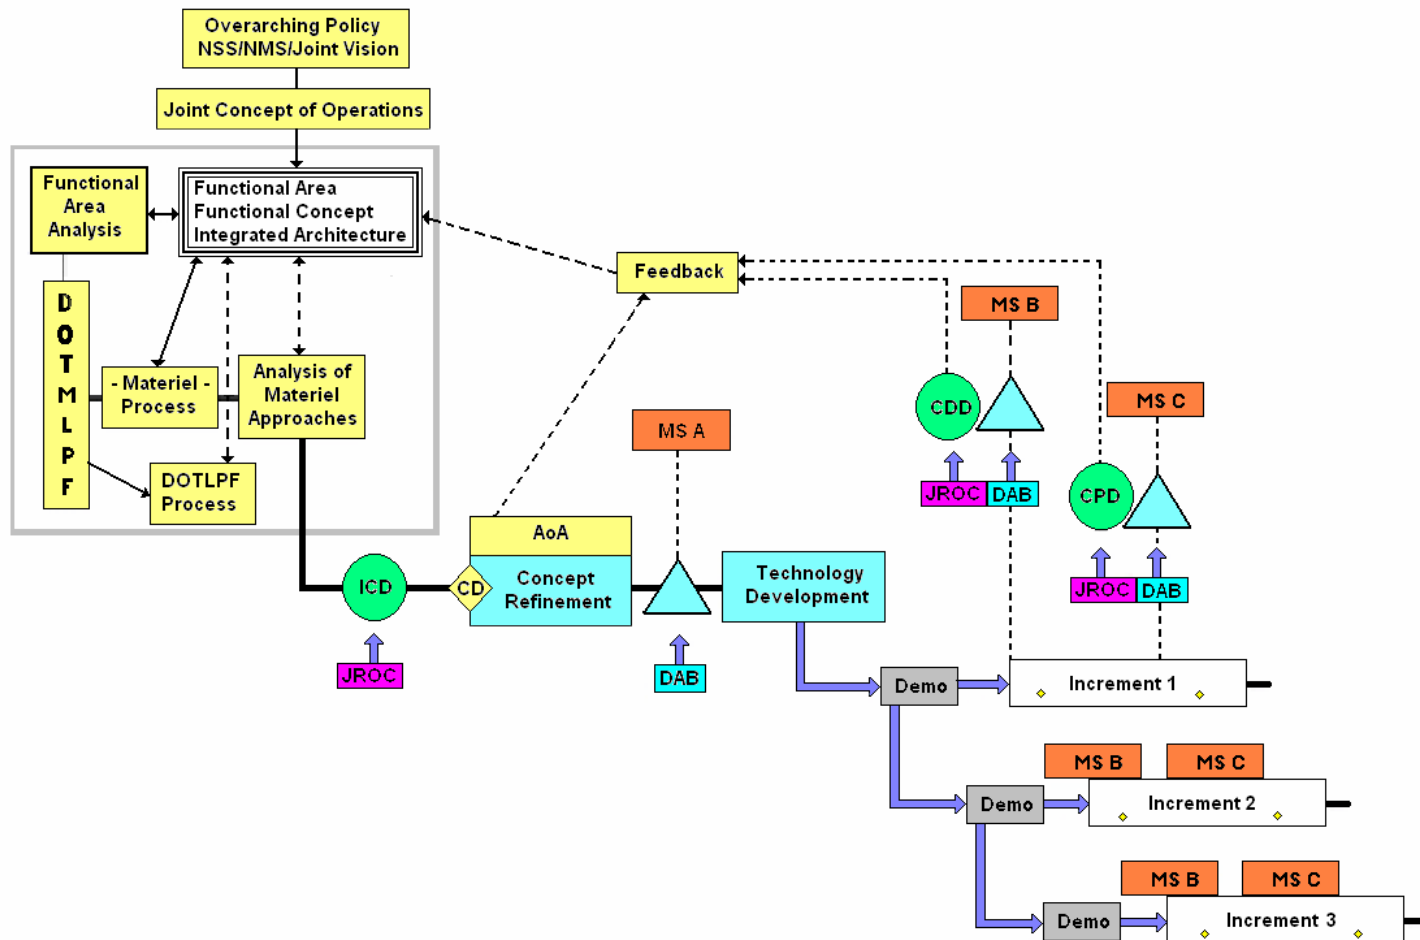 Overarching Policy
NSS/NMS/Joint Vision
Joint Concept of Operations
Functional
Area
Analysis
Functional Area
Functional Concept
Integrated Architecture
D
O
T
M
L
P
F
- Materiel -
Process
Analysis of
Materiel
Approaches
DOTLPF
Process
Feedback
MS B
CDD
MS C
MS A
JROC
DAB
CPD
AoA
ICD
CD
Concept
Refinement
Technology
Development
JROC
DAB
JROC
DAB
Demo
Increment 1
MS B
MS C
Demo
Increment 2
MS B
MS C
Demo
Increment 3